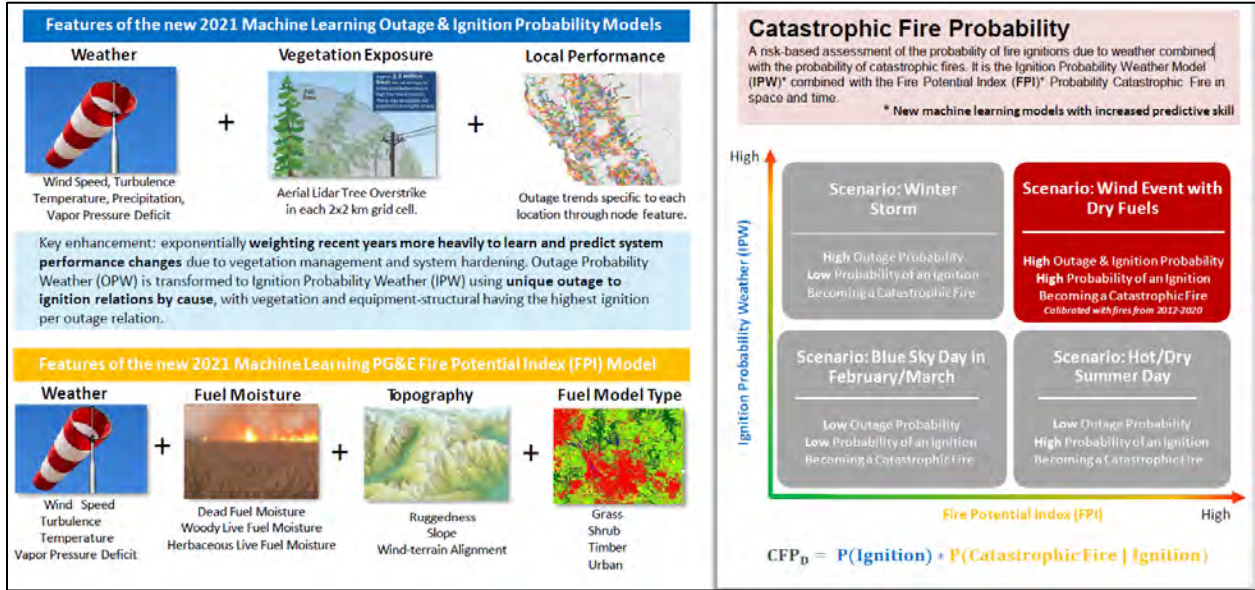 Features of the new 2021 Machine Learning Outage & Ignition Probability Models
Weather
+
Vegetation Exposure
+
Local Performance
Wind Speed, Turbulence
Temperature, Precipitation,
Vapor Pressure Deficit
Aerial Lidar Tree Overstrike
in each 2x2 km grid cell.
Outage trends specific to each
location through node feature.
Key enhancement: exponentially weighting recent years more heavily to learn and predict system
performance changes due to vegetation management and system hardening. Outage Probability
Weather (OPW) is transformed to Ignition Probability Weather (IPW) using unique outage to
ignition relations by cause, with vegetation and equipment-structural having the highest ignition
per outage relation.
Features of the new 2021 Machine Learning PG&E Fire Potential Index (FPI) Model
Weather
+
Fuel Moisture
+
Topography
+
Fuel Model Type
Wind Speed
Turbulence
Temperature
Vapor Pressure Deficit
Dead Fuel Moisture
Woody Live Fuel Moisture
Herbaceous Live Fuel Moisture
Ruggedness
Slope
Wind-terrain Alignment
Grass
Shrub
Timber
Urban
Catastrophic Fire Probability
A risk-based assessment of the probability of fire ignitions due to weather combined
with the probability of catastrophic fires. It is the Ignition Probability Weather Model
(IPW)* combined with the Fire Potential Index (FPI)* Probability Catastrophic Fire in
space and time.
* New machine learning models with increased predictive skill
High
Ignition Probability Weather (IPW)
Scenario: Winter
Storm
High Outage Probability
Low Probability of an Ignition
Becoming a Catastrophic Fire
Scenario: Wind Event with
Dry Fuels
High Outage & Ignition Probability
High Probability of an Ignition
Becoming a Catastrophic Fire
Calibrated with fires from 2012-2020
Scenario: Blue Sky Day in
February/March
Low Outage Probability
Low Probability of an Ignition
Becoming a Catastrophic Fire
Scenario: Hot/Dry
Summer Day
Low Outage Probability
High Probability of an Ignition
Becoming a Catastrophic Fire
Fire Potential Index (FPI)
High
CFP_D = P(Ignition) * P(Catastrophic Fire | Ignition)